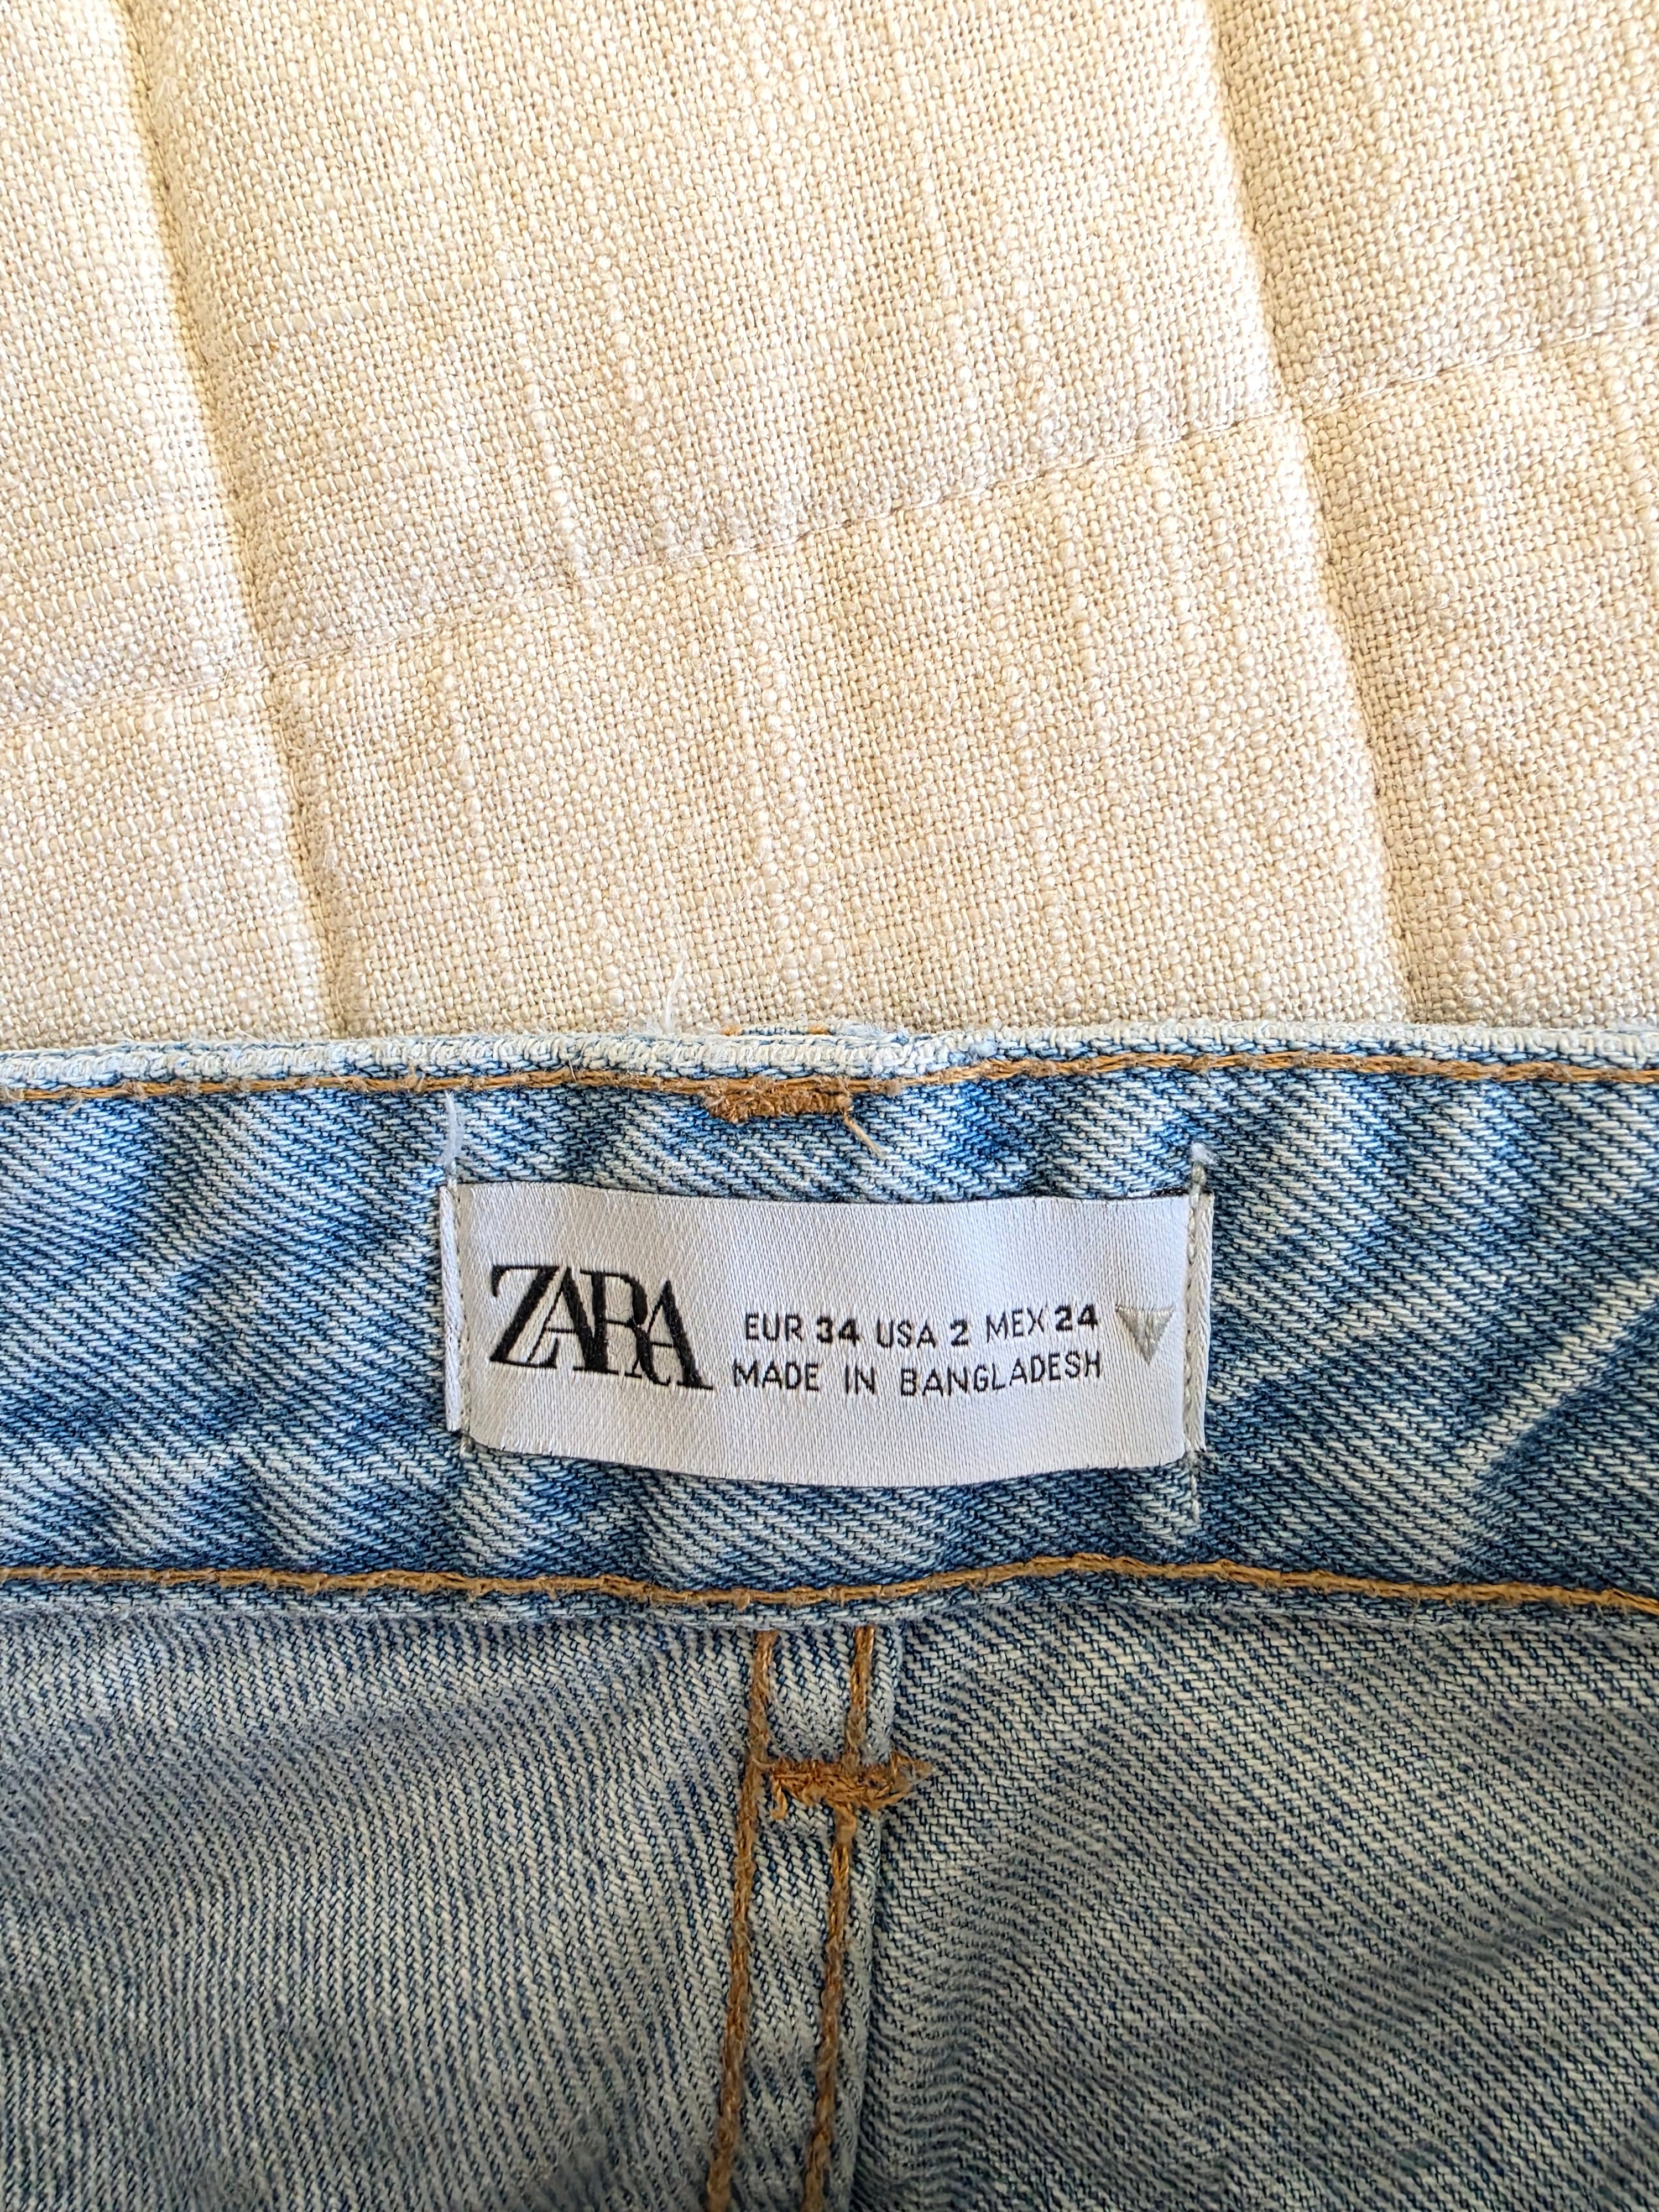 ZARA
EUR 34 USA 2 MEX 24
MADE IN BANGLADESH